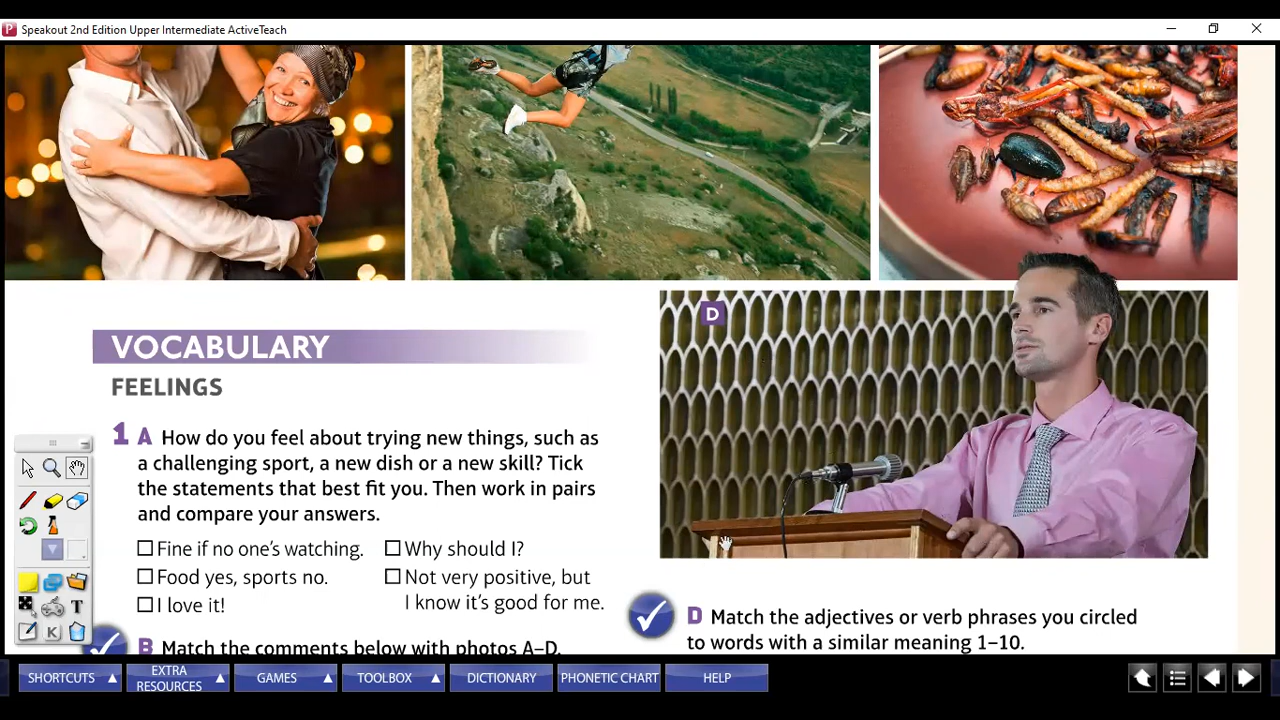 Speakout 2nd Edition Upper Intermediate ActiveTeach
D
VOCABULARY
FEELINGS
1 A How do you feel about trying new things, such as
a challenging sport, a new dish or a new skill? Tick
the statements that best fit you. Then work in pairs
and compare your answers.
Fine if no one's watching.
Food yes, sports no.
I love it!
Why should I?
Not very positive, but
I know it's good for me.
B Match the comments below with photos A–D.
D Match the adjectives or verb phrases you circled
to words with a similar meaning 1–10.
T
K
SHORTCUTS
EXTRA
RESOURCES
GAMES
TOOLBOX
DICTIONARY
PHONETIC CHART
HELP